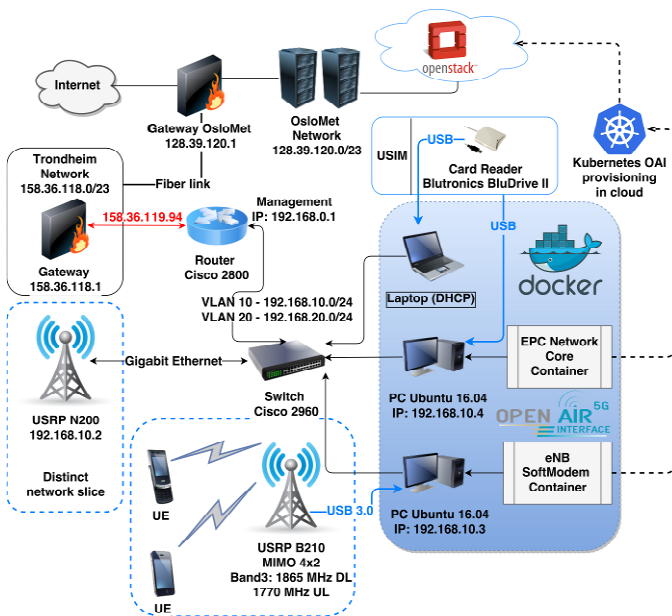 Internet
Gateway OsloMet
128.39.120.1
OsloMet
Network
128.39.120.0/23
openstack™
Kubernetes OAI
provisioning
in cloud
USIM
USB
Card Reader
Blutronics BluDrive II
USB
Trondheim
Network
158.36.118.0/23
Fiber link
Gateway
158.36.118.1
158.36.119.94
Management
IP: 192.168.0.1
Router
Cisco 2800
VLAN 10 - 192.168.10.0/24
VLAN 20 - 192.168.20.0/24
Laptop (DHCP)
docker
USRP N200
192.168.10.2
Distinct
network slice
Gigabit Ethernet
Switch
Cisco 2960
PC Ubuntu 16.04
IP: 192.168.10.4
EPC Network
Core
Container
OPEN AIR 5G
INTERFACE
eNB
SoftModem
Container
PC Ubuntu 16.04
IP: 192.168.10.3
UE
UE
USB 3.0
USRP B210
MIMO 4x2
Band3: 1865 MHz DL
1770 MHz UL